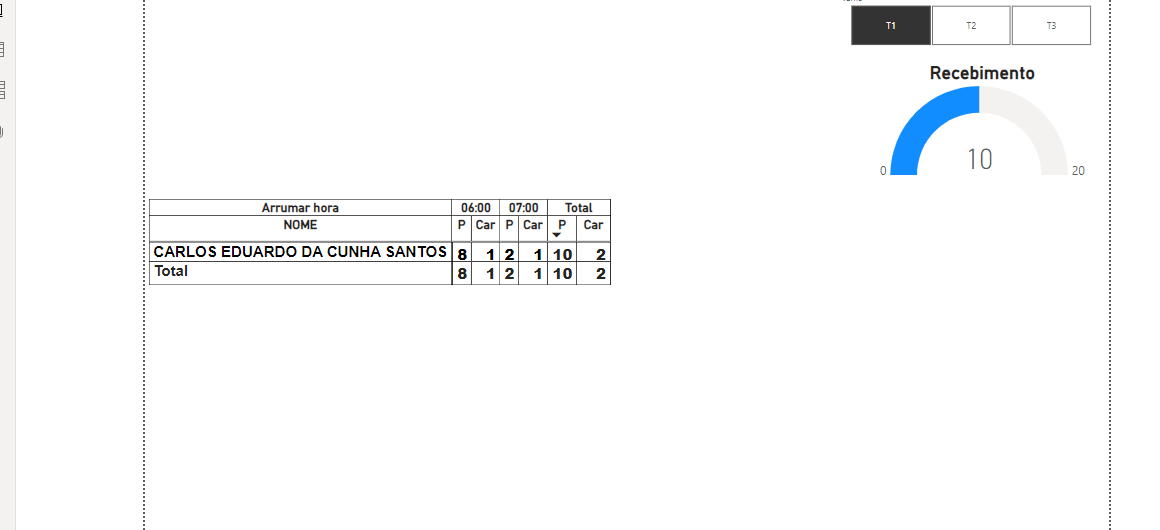 T1 T2 T3
Recebimento
10
0 20
Arrumar hora 06:00 07:00 Total
NOME P Car P Car P Car
CARLOS EDUARDO DA CUNHA SANTOS 8 1 2 1 10 2
Total 8 1 2 1 10 2